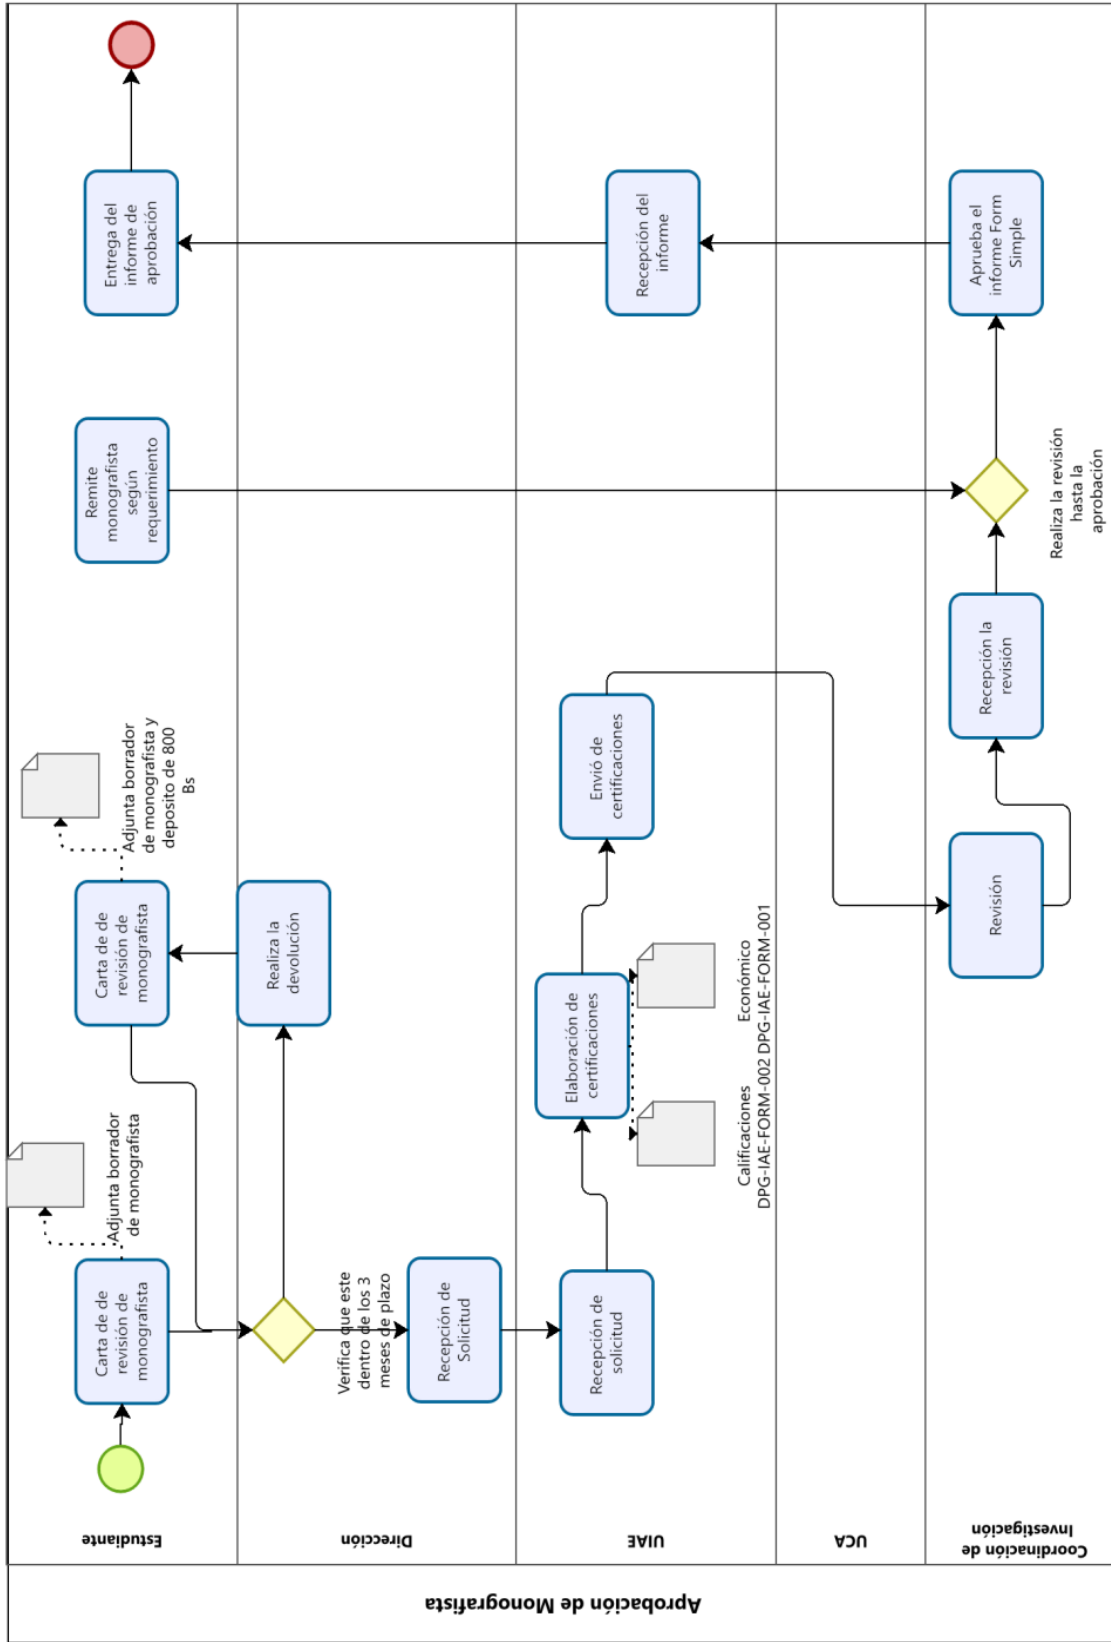 Aprobación de Monografista
Estudiante
Dirección
UIAE
UCA
Coordinación de
Investigación
Carta de de
revisión de
monografista
Adjunta borrador
de monografista
Carta de de
revisión de
monografista
Adjunta borrador
de monografista y
deposito de 800
Bs
Remite
monografista
según
requerimiento
Entrega del
informe de
aprobación
Verifica que este
dentro de los 3
meses de plazo
Realiza la
devolución
Recepción de
Solicitud
Recepción de
solicitud
Elaboración de
certificaciones
Calificaciones
DPG-IAE-FORM-002
Económico
DPG-IAE-FORM-001
Envió de
certificaciones
Recepción del
informe
Revisión
Recepción la
revisión
Realiza la revisión
hasta la
aprobación
Aprueba el
informe Form
Simple